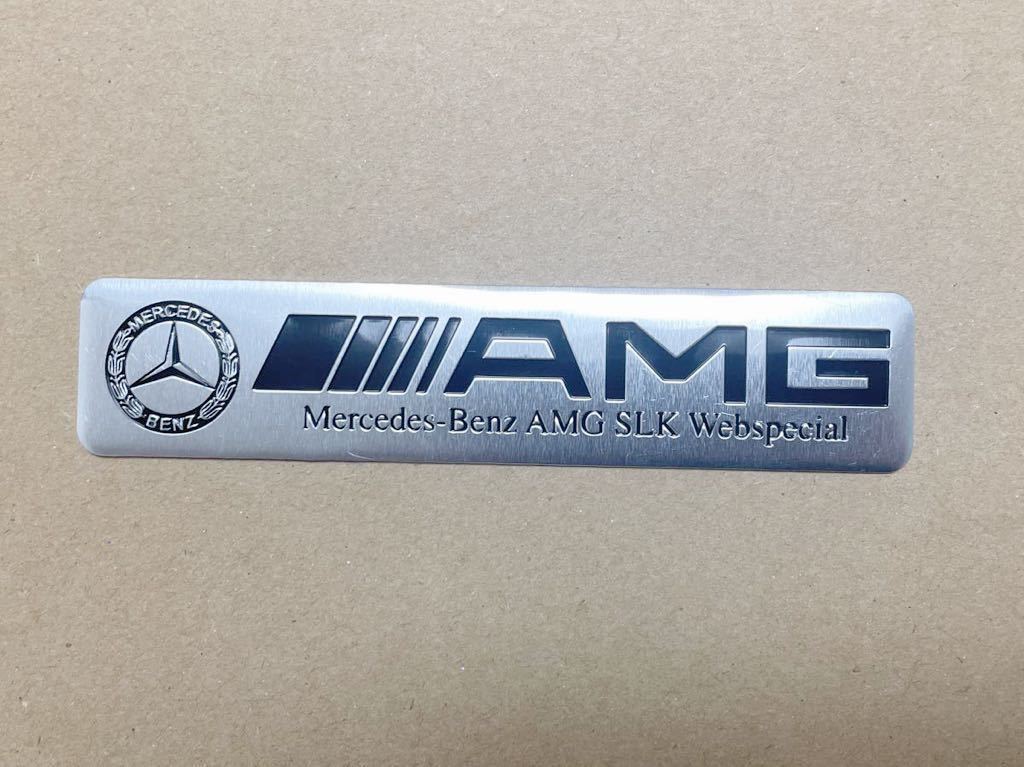 MERCEDES
BENZ
AMG
Mercedes-Benz AMG SLK Webspecial